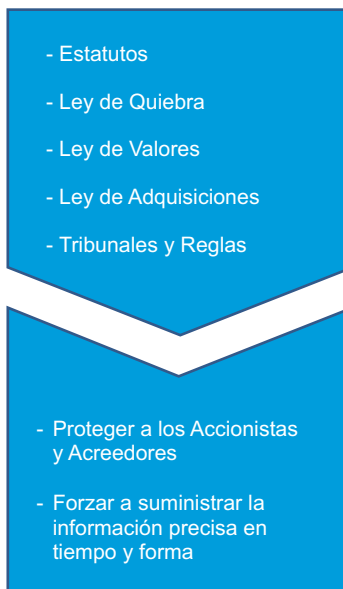 - Estatutos
- Ley de Quiebra
- Ley de Valores
- Ley de Adquisiciones
- Tribunales y Reglas
- Proteger a los Accionistas
y Acreedores
- Forzar a suministrar la
información precisa en
tiempo y forma